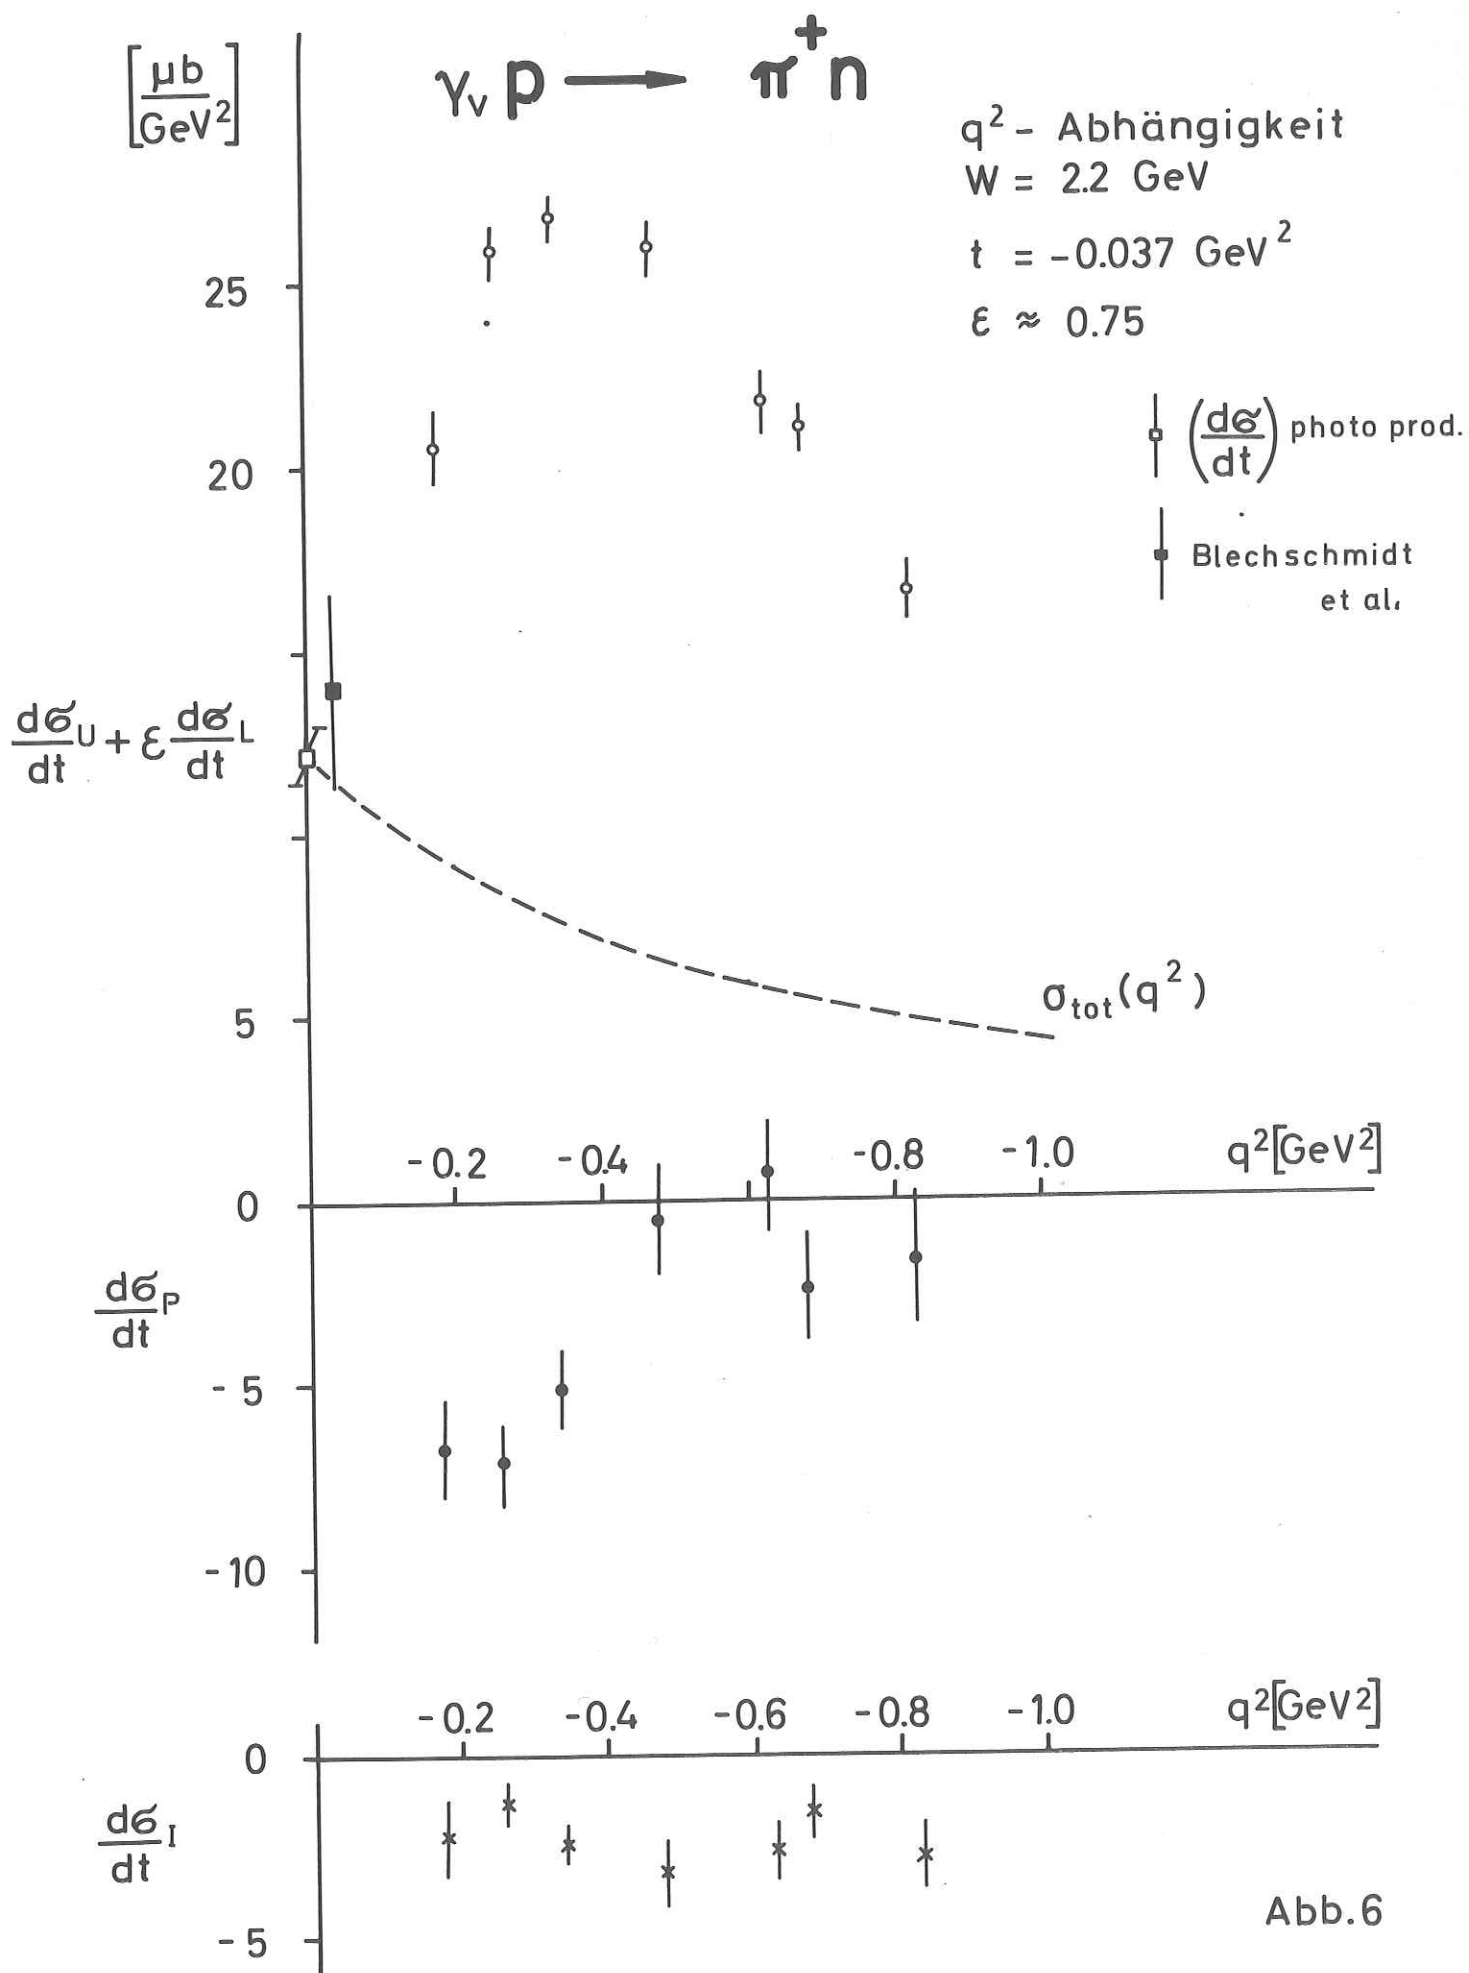 [μb/GeV²]
γᵥ p ⟶ π⁺ n
q² - Abhängigkeit
W = 2.2 GeV
t = -0.037 GeV²
ε ≈ 0.75
25
(dσ/dt) photo prod.
20
Blechschmidt
et al.
dσ/dt U + ε dσ/dt L
σtot(q²)
5
-0.2 -0.4 -0.8 -1.0 q²[GeV²]
0
dσ/dt P
-5
-10
-0.2 -0.4 -0.6 -0.8 -1.0 q²[GeV²]
0
dσ/dt I
Abb.6
-5